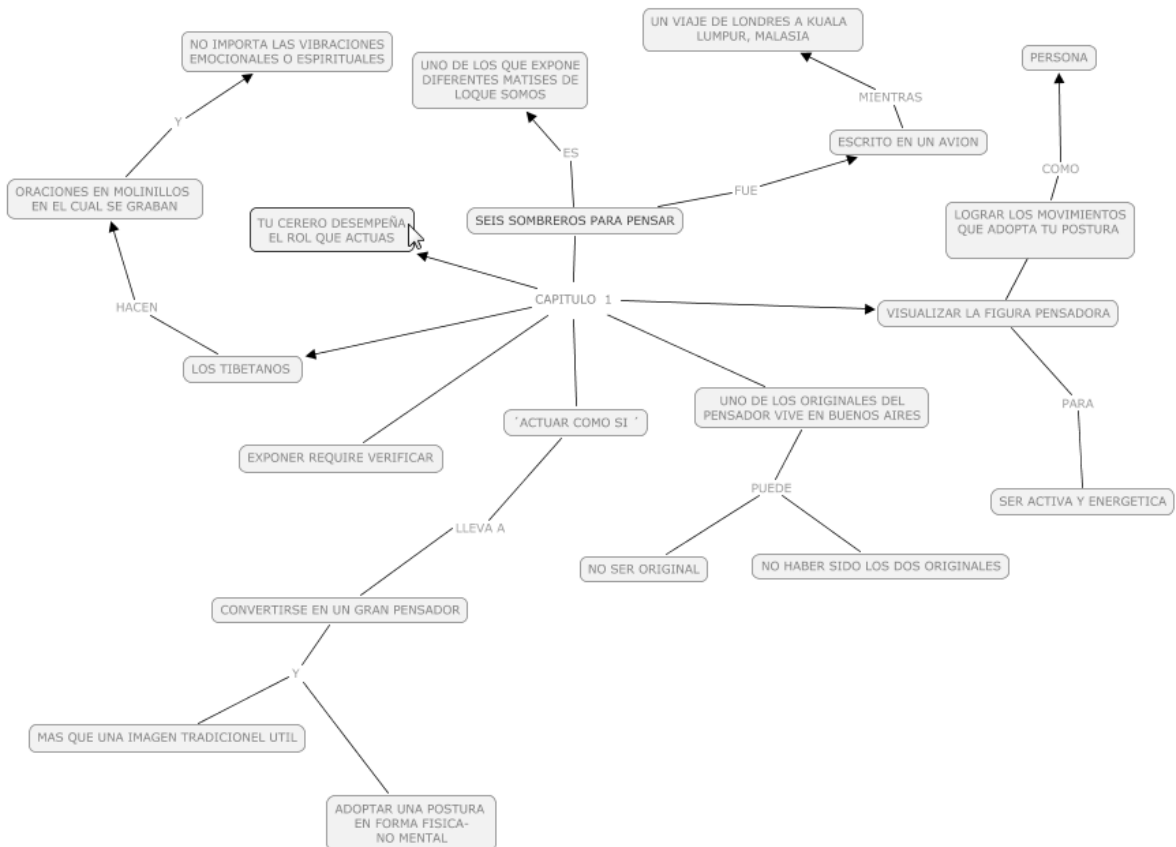 UN VIAJE DE LONDRES A KUALA
LUMPUR, MALASIA
NO IMPORTA LAS VIBRACIONES
EMOCIONALES O ESPIRITUALES
UNO DE LOS QUE EXPONE
DIFERENTES MATISES DE
LOQUE SOMOS
PERSONA
MIENTRAS
Y
ES
ESCRITO EN UN AVION
COMO
FUE
ORACIONES EN MOLINILLOS
EN EL CUAL SE GRABAN
TU CERERO DESEMPEÑA
EL ROL QUE ACTUAS
SEIS SOMBREROS PARA PENSAR
LOGRAR LOS MOVIMIENTOS
QUE ADOPTA TU POSTURA
CAPITULO 1
HACEN
VISUALIZAR LA FIGURA PENSADORA
LOS TIBETANOS
UNO DE LOS ORIGINALES DEL
PENSADOR VIVE EN BUENOS AIRES
PARA
´ACTUAR COMO SI ´
EXPONER REQUIRE VERIFICAR
PUEDE
SER ACTIVA Y ENERGETICA
LLEVA A
NO SER ORIGINAL
NO HABER SIDO LOS DOS ORIGINALES
CONVERTIRSE EN UN GRAN PENSADOR
Y
MAS QUE UNA IMAGEN TRADICIONEL UTIL
ADOPTAR UNA POSTURA
EN FORMA FISICA-
NO MENTAL